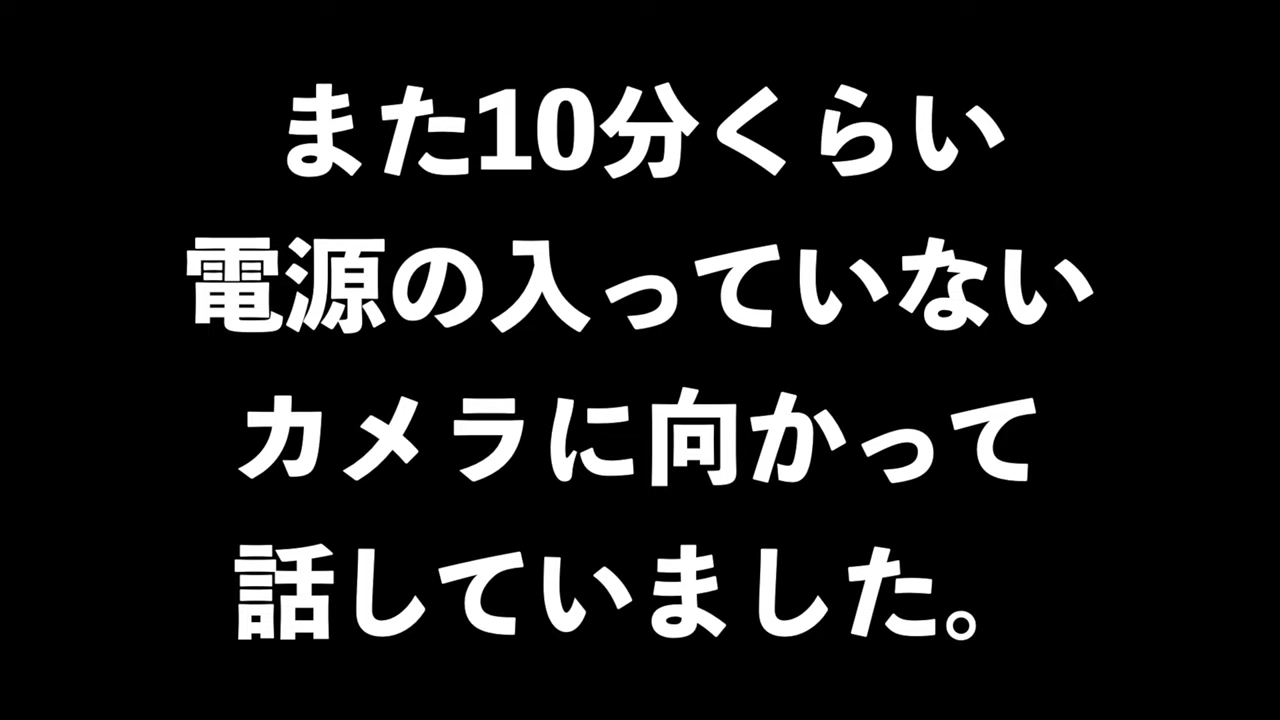 また10分くらい
電源の入っていない
カメラに向かって
話していました。